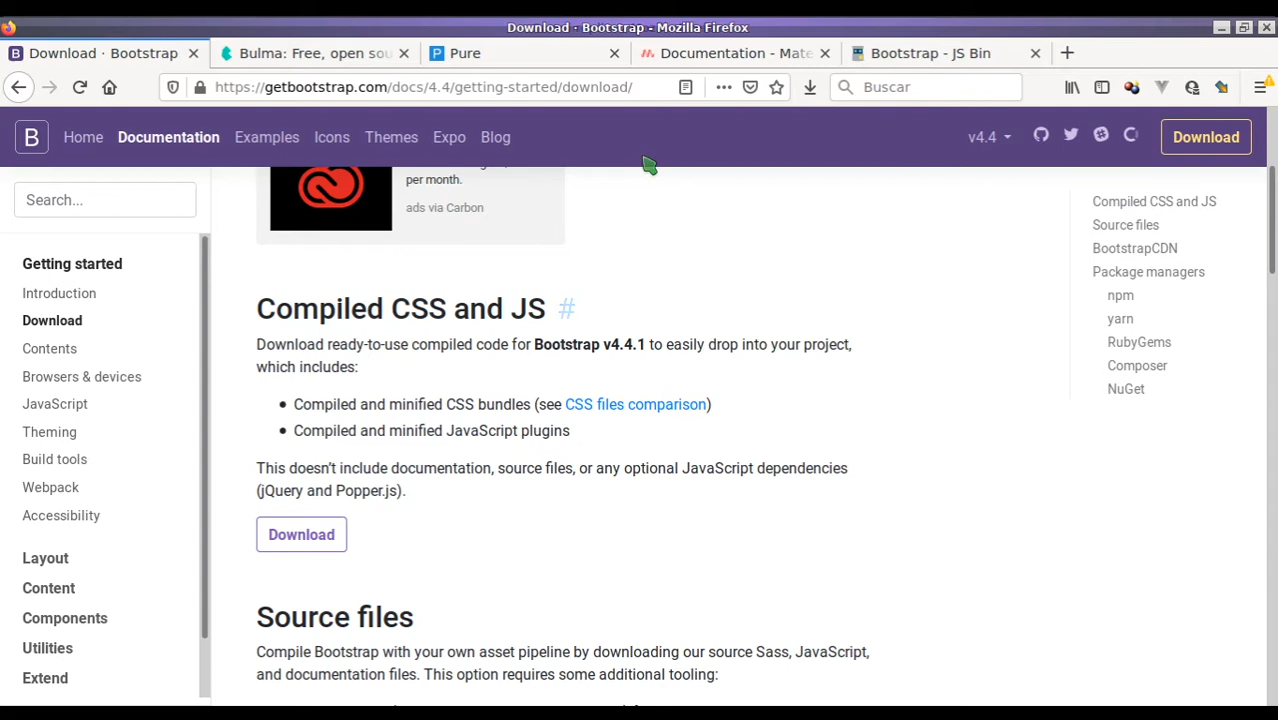 Download · Bootstrap - Mozilla Firefox
Download · Bootstrap
Bulma: Free, open sou
Pure
Documentation - Mate
Bootstrap - JS Bin
https://getbootstrap.com/docs/4.4/getting-started/download/
Buscar
B
Home
Documentation
Examples
Icons
Themes
Expo
Blog
v4.4
Download
per month.
ads via Carbon
Search...
Getting started
Introduction
Download
Contents
Browsers & devices
JavaScript
Theming
Build tools
Webpack
Accessibility
Layout
Content
Components
Utilities
Extend
Compiled CSS and JS #
Download ready-to-use compiled code for Bootstrap v4.4.1 to easily drop into your project,
which includes:
Compiled and minified CSS bundles (see CSS files comparison)
Compiled and minified JavaScript plugins
This doesn’t include documentation, source files, or any optional JavaScript dependencies
(jQuery and Popper.js).
Download
Source files
Compile Bootstrap with your own asset pipeline by downloading our source Sass, JavaScript,
and documentation files. This option requires some additional tooling:
Compiled CSS and JS
Source files
BootstrapCDN
Package managers
npm
yarn
RubyGems
Composer
NuGet